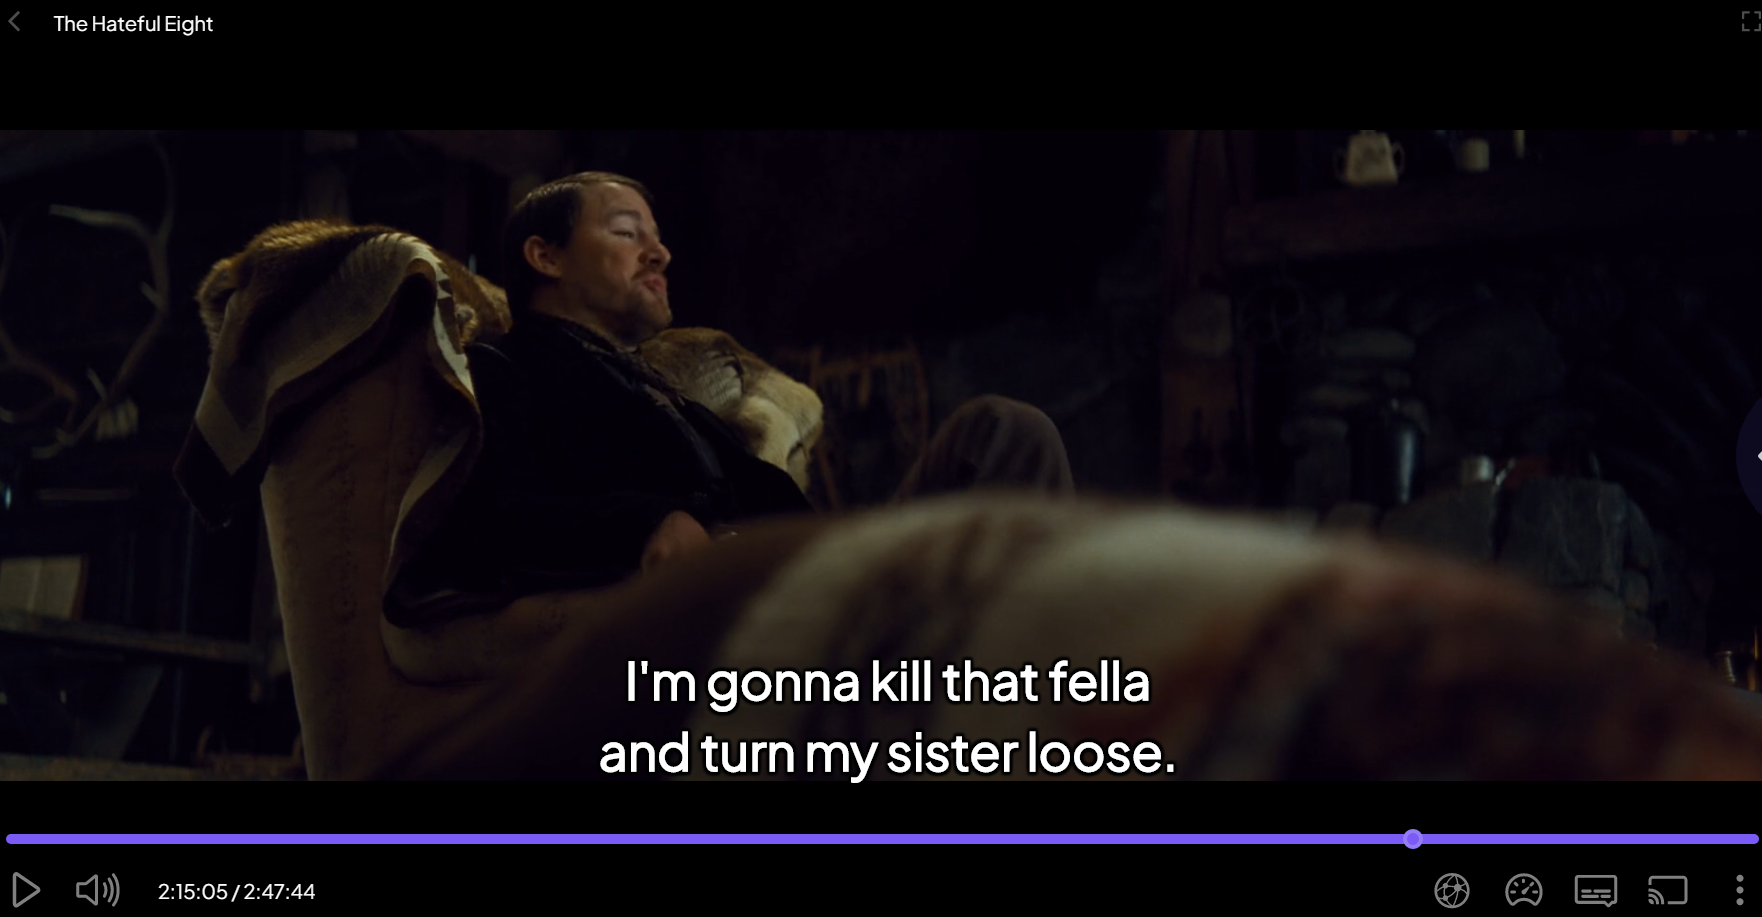 The Hateful Eight
I'm gonna kill that fella
and turn my sister loose.
2:15:05 / 2:47:44